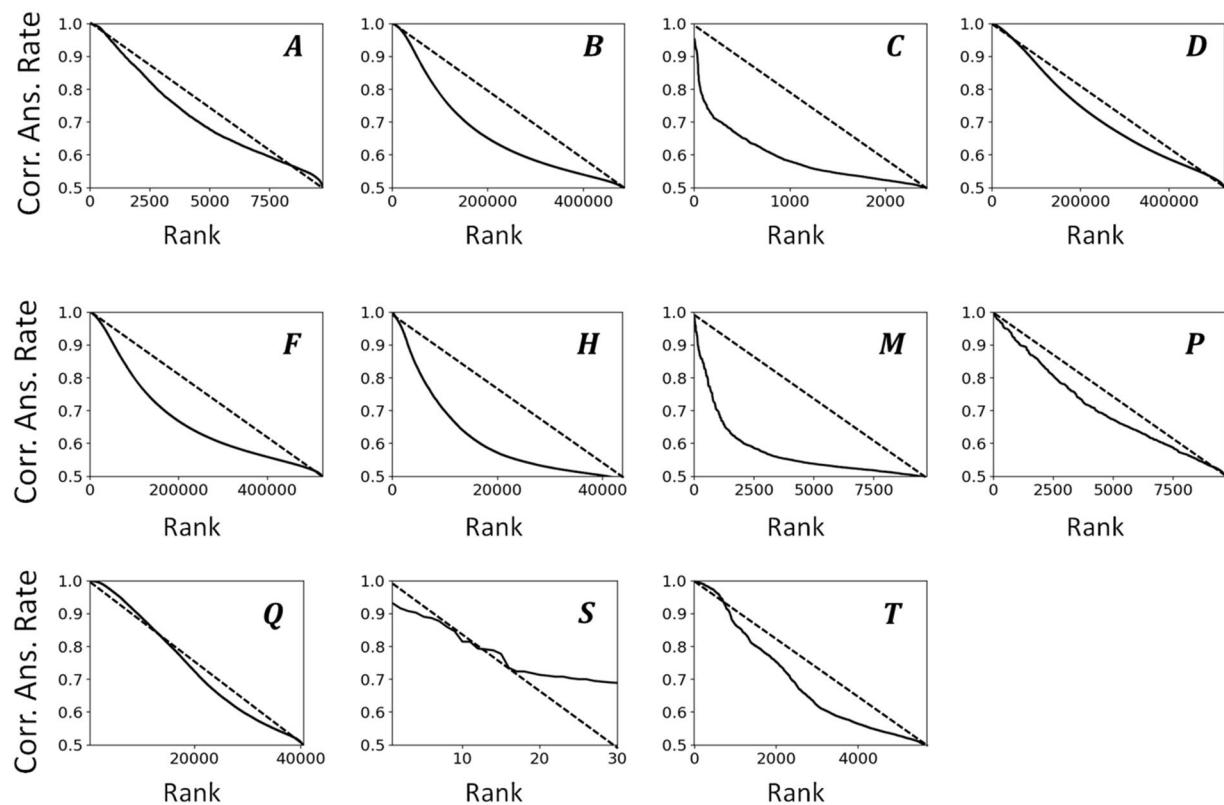 Corr. Ans. Rate
1.0
0.9
0.8
0.7
0.6
0.5
A
0 2500 5000 7500
Rank
1.0
0.9
0.8
0.7
0.6
0.5
B
0 200000 400000
Rank
1.0
0.9
0.8
0.7
0.6
0.5
C
0 1000 2000
Rank
1.0
0.9
0.8
0.7
0.6
0.5
D
0 200000 400000
Rank
Corr. Ans. Rate
1.0
0.9
0.8
0.7
0.6
0.5
F
0 200000 400000
Rank
1.0
0.9
0.8
0.7
0.6
0.5
H
0 20000 40000
Rank
1.0
0.9
0.8
0.7
0.6
0.5
M
0 2500 5000 7500
Rank
1.0
0.9
0.8
0.7
0.6
0.5
P
0 2500 5000 7500
Rank
Corr. Ans. Rate
1.0
0.9
0.8
0.7
0.6
0.5
Q
20000 40000
Rank
1.0
0.9
0.8
0.7
0.6
0.5
S
10 20 30
Rank
1.0
0.9
0.8
0.7
0.6
0.5
T
0 2000 4000
Rank